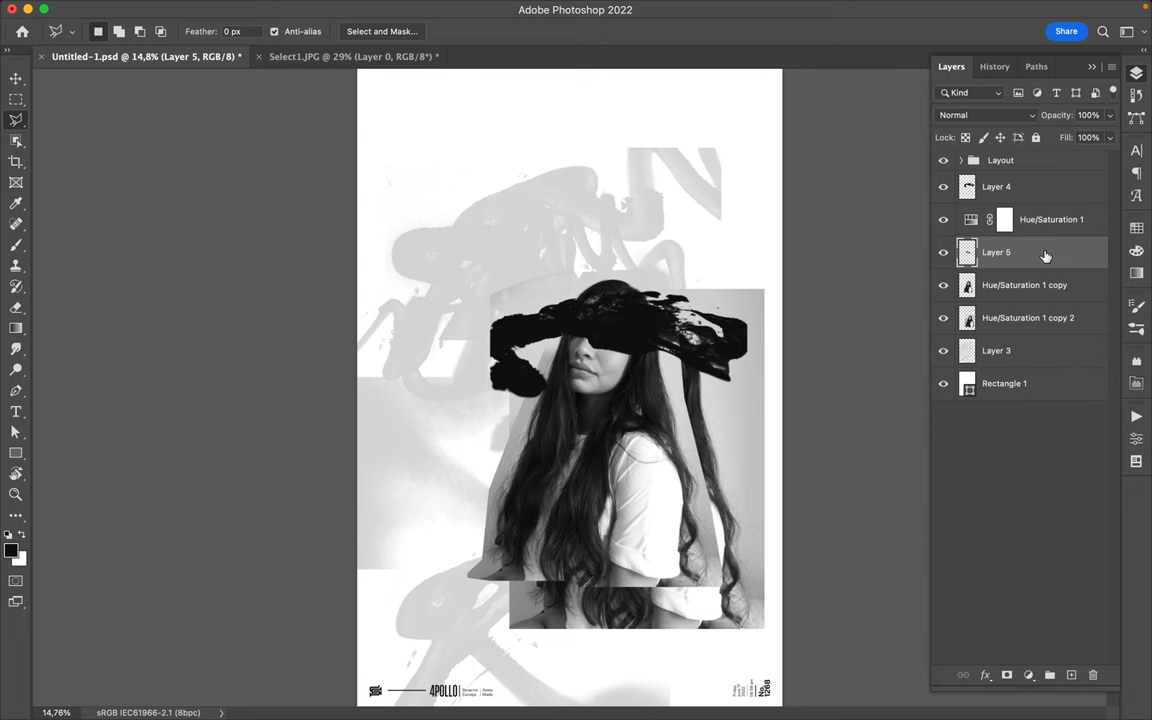 Adobe Photoshop 2022
Feather: 0 px Anti-alias Select and Mask... Share
Untitled-1.psd @ 14,8% (Layer 5, RGB/8) * Select1.JPG @ 29% (Layer 0, RGB/8*) *
Layers History Paths
Kind
Normal Opacity: 100%
Lock: Fill: 100%
Layout
Layer 4
Hue/Saturation 1
Layer 5
Hue/Saturation 1 copy
Hue/Saturation 1 copy 2
Layer 3
Rectangle 1
4POLLO
No. 1268
14,76% sRGB IEC61966-2.1 (8bpc)